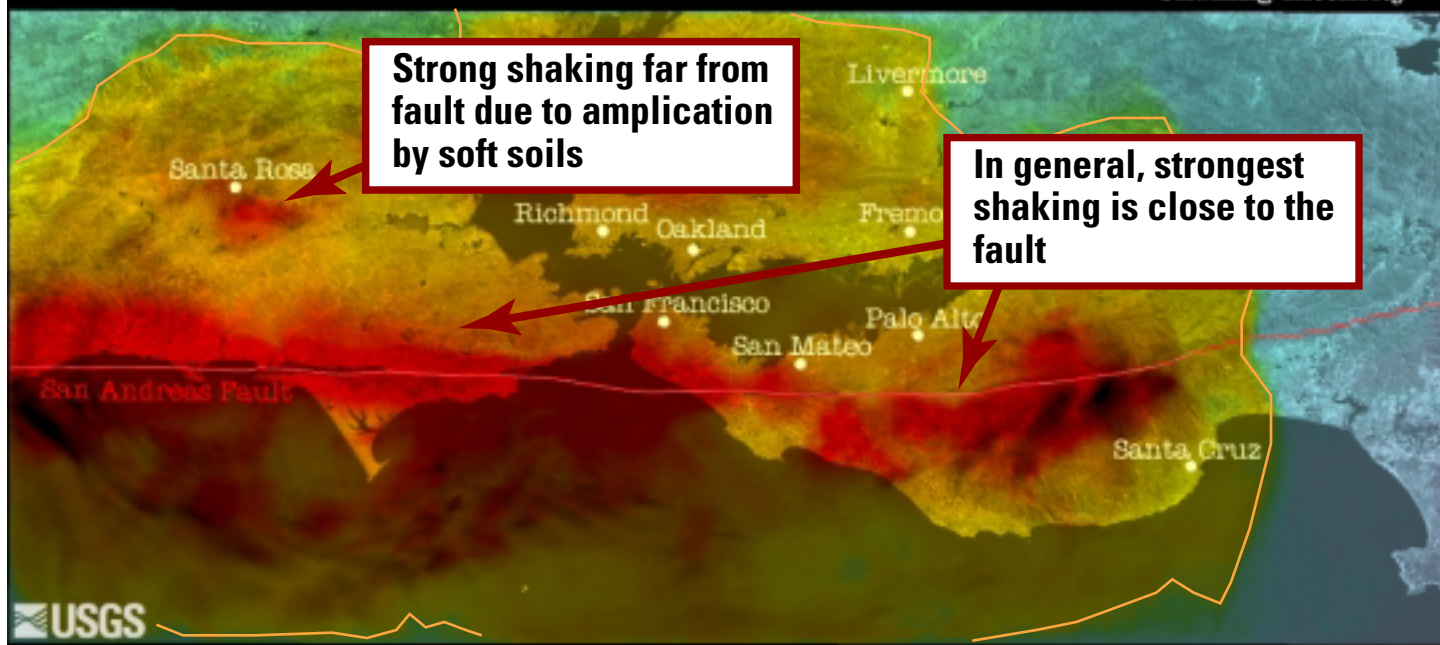 Strong shaking far from
fault due to amplication
by soft soils
Livermore
In general, strongest
shaking is close to the
fault
Santa Rosa
Richmond
Oakland
Fremo
San Francisco
Palo Alto
San Mateo
San Andreas Fault
Santa Cruz
USGS